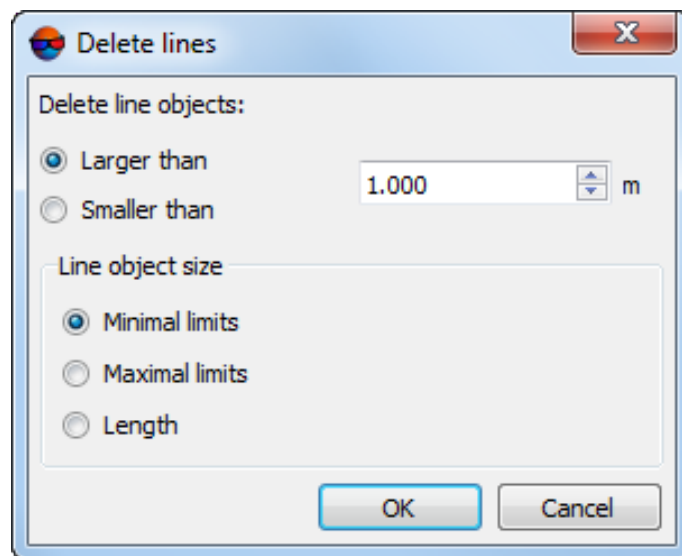 Delete lines
Delete line objects:
Larger than
1.000 m
Smaller than
Line object size
Minimal limits
Maximal limits
Length
OK Cancel